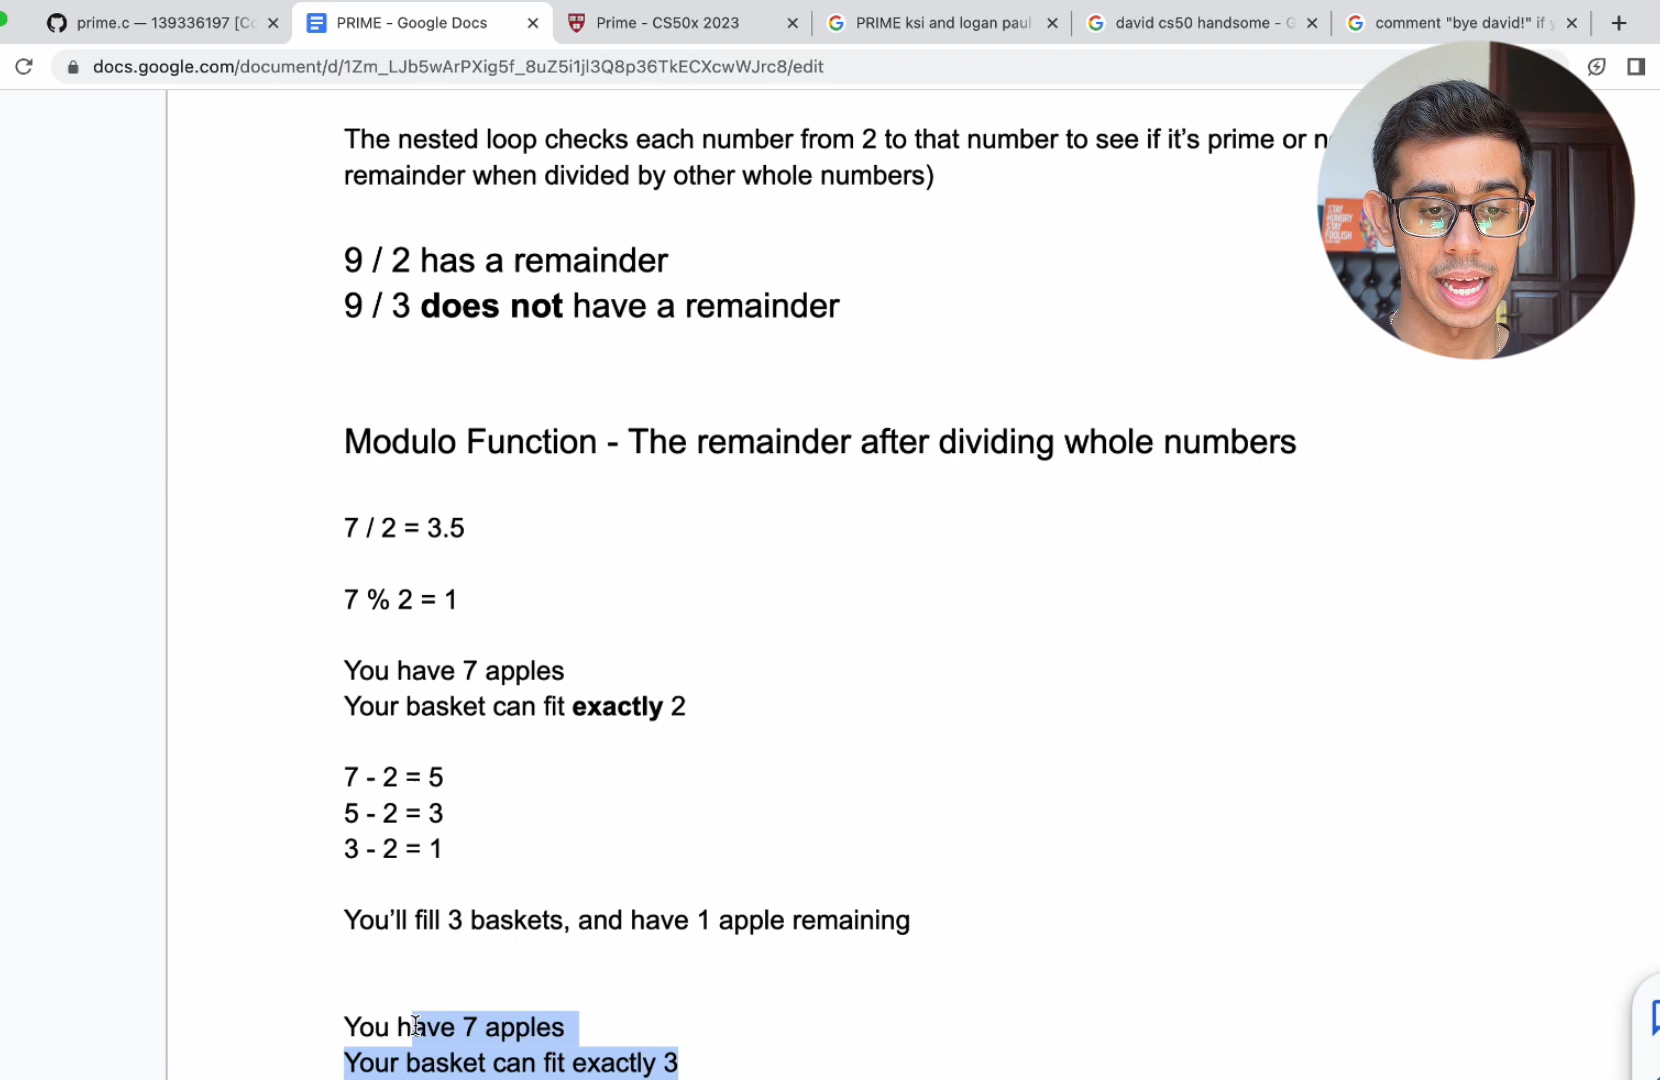 prime.c — 139336197 [Co
PRIME - Google Docs
Prime - CS50x 2023
PRIME ksi and logan paul
david cs50 handsome - G
comment "bye david!" if y
docs.google.com/document/d/1Zm_LJb5wArPXig5f_8uZ5i1jl3Q8p36TkECXcwWJrc8/edit
The nested loop checks each number from 2 to that number to see if it’s prime or n
remainder when divided by other whole numbers)
9 / 2 has a remainder
9 / 3 does not have a remainder
STAY
HUNGRY
STAY
FOOLISH
Modulo Function - The remainder after dividing whole numbers
7 / 2 = 3.5
7 % 2 = 1
You have 7 apples
Your basket can fit exactly 2
7 - 2 = 5
5 - 2 = 3
3 - 2 = 1
You’ll fill 3 baskets, and have 1 apple remaining
You have 7 apples
Your basket can fit exactly 3